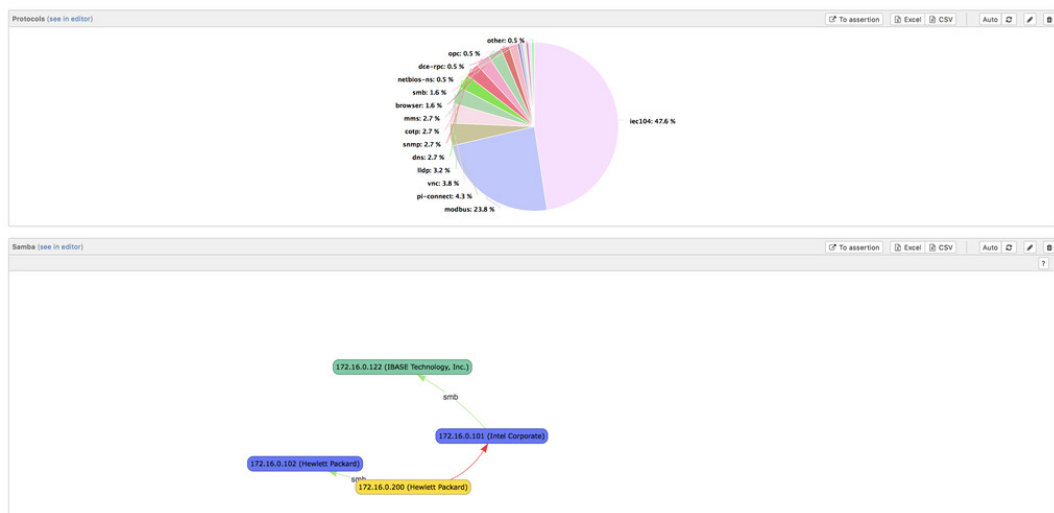 Protocols (see in editor)
To assertion
Excel
CSV
Auto
other: 0.5 %
opc: 0.5 %
dce-rpc: 0.5 %
netbios-ns: 0.5 %
smb: 1.6 %
browser: 1.6 %
mms: 2.7 %
cotp: 2.7 %
snmp: 2.7 %
dns: 2.7 %
lldp: 3.2 %
vnc: 3.8 %
pi-connect: 4.3 %
modbus: 23.8 %
iec104: 47.6 %
Samba (see in editor)
To assertion
Excel
CSV
Auto
?
172.16.0.122 (IBASE Technology, Inc.)
smb
172.16.0.101 (Intel Corporate)
172.16.0.102 (Hewlett Packard)
smb
172.16.0.200 (Hewlett Packard)